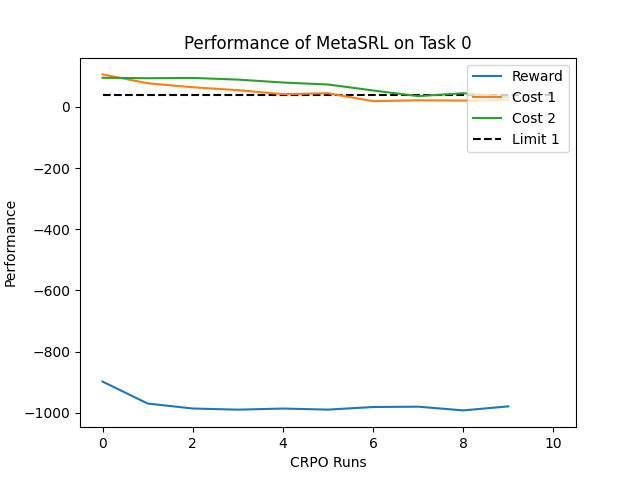 Performance of MetaSRL on Task 0
Reward
Cost 1
Cost 2
Limit 1
0
−200
−400
−600
−800
−1000
Performance
0 2 4 6 8 10
CRPO Runs